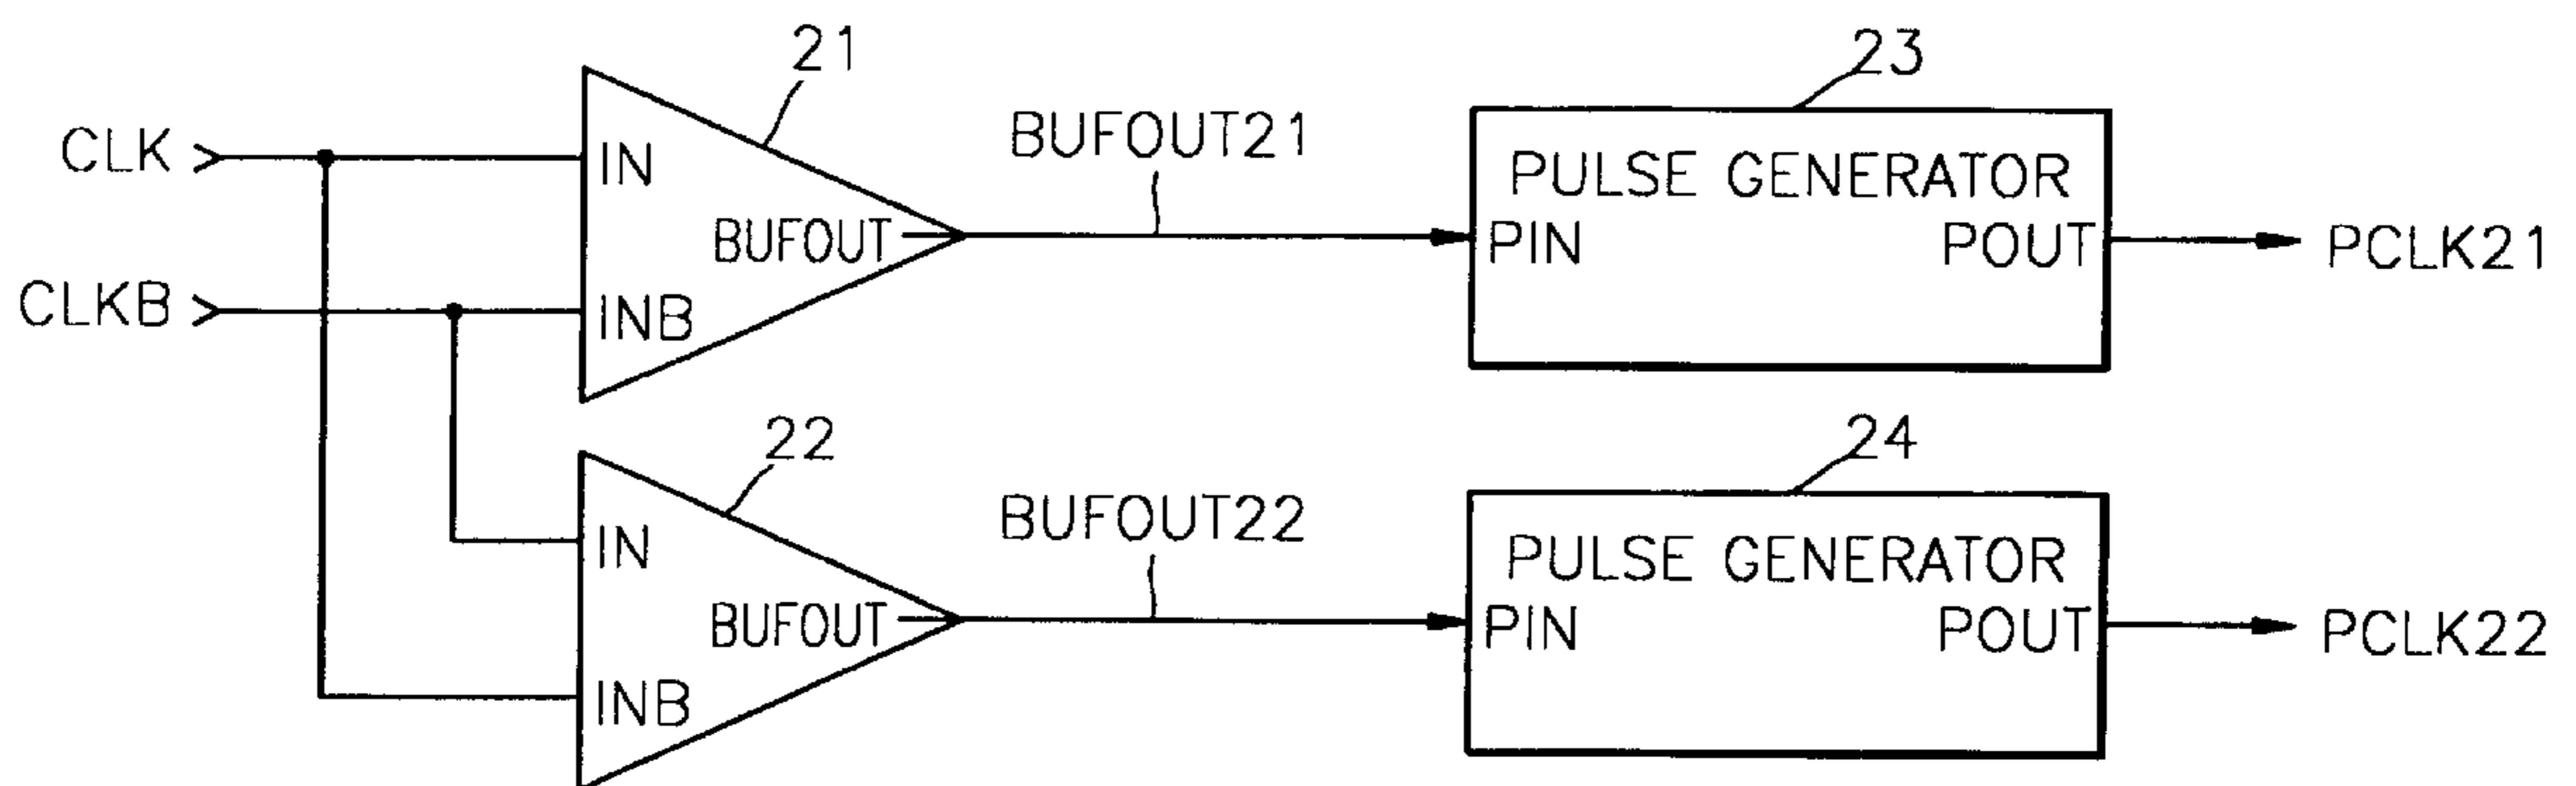 21
23
CLK
IN
BUFOUT21
PULSE GENERATOR
BUFOUT
PIN
POUT
PCLK21
CLKB
INB
22
24
BUFOUT22
IN
PULSE GENERATOR
BUFOUT
PIN
POUT
PCLK22
INB